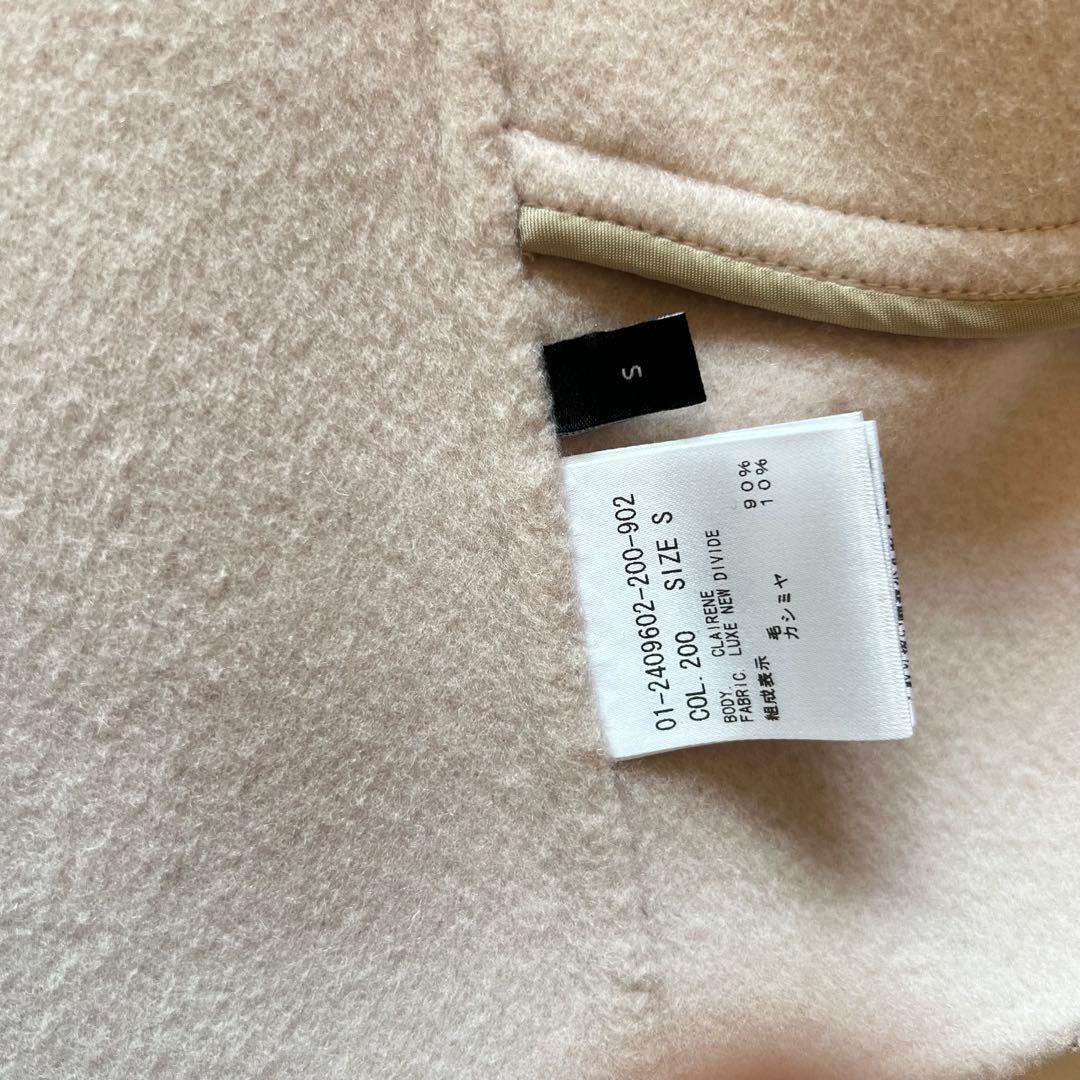 S
01-2409602-200-902
COL. 200 SIZE S
BODY. CLAIRENE
FABRIC. LUXE NEW DIVIDE
組成表示 毛 90%
カシミヤ 10%